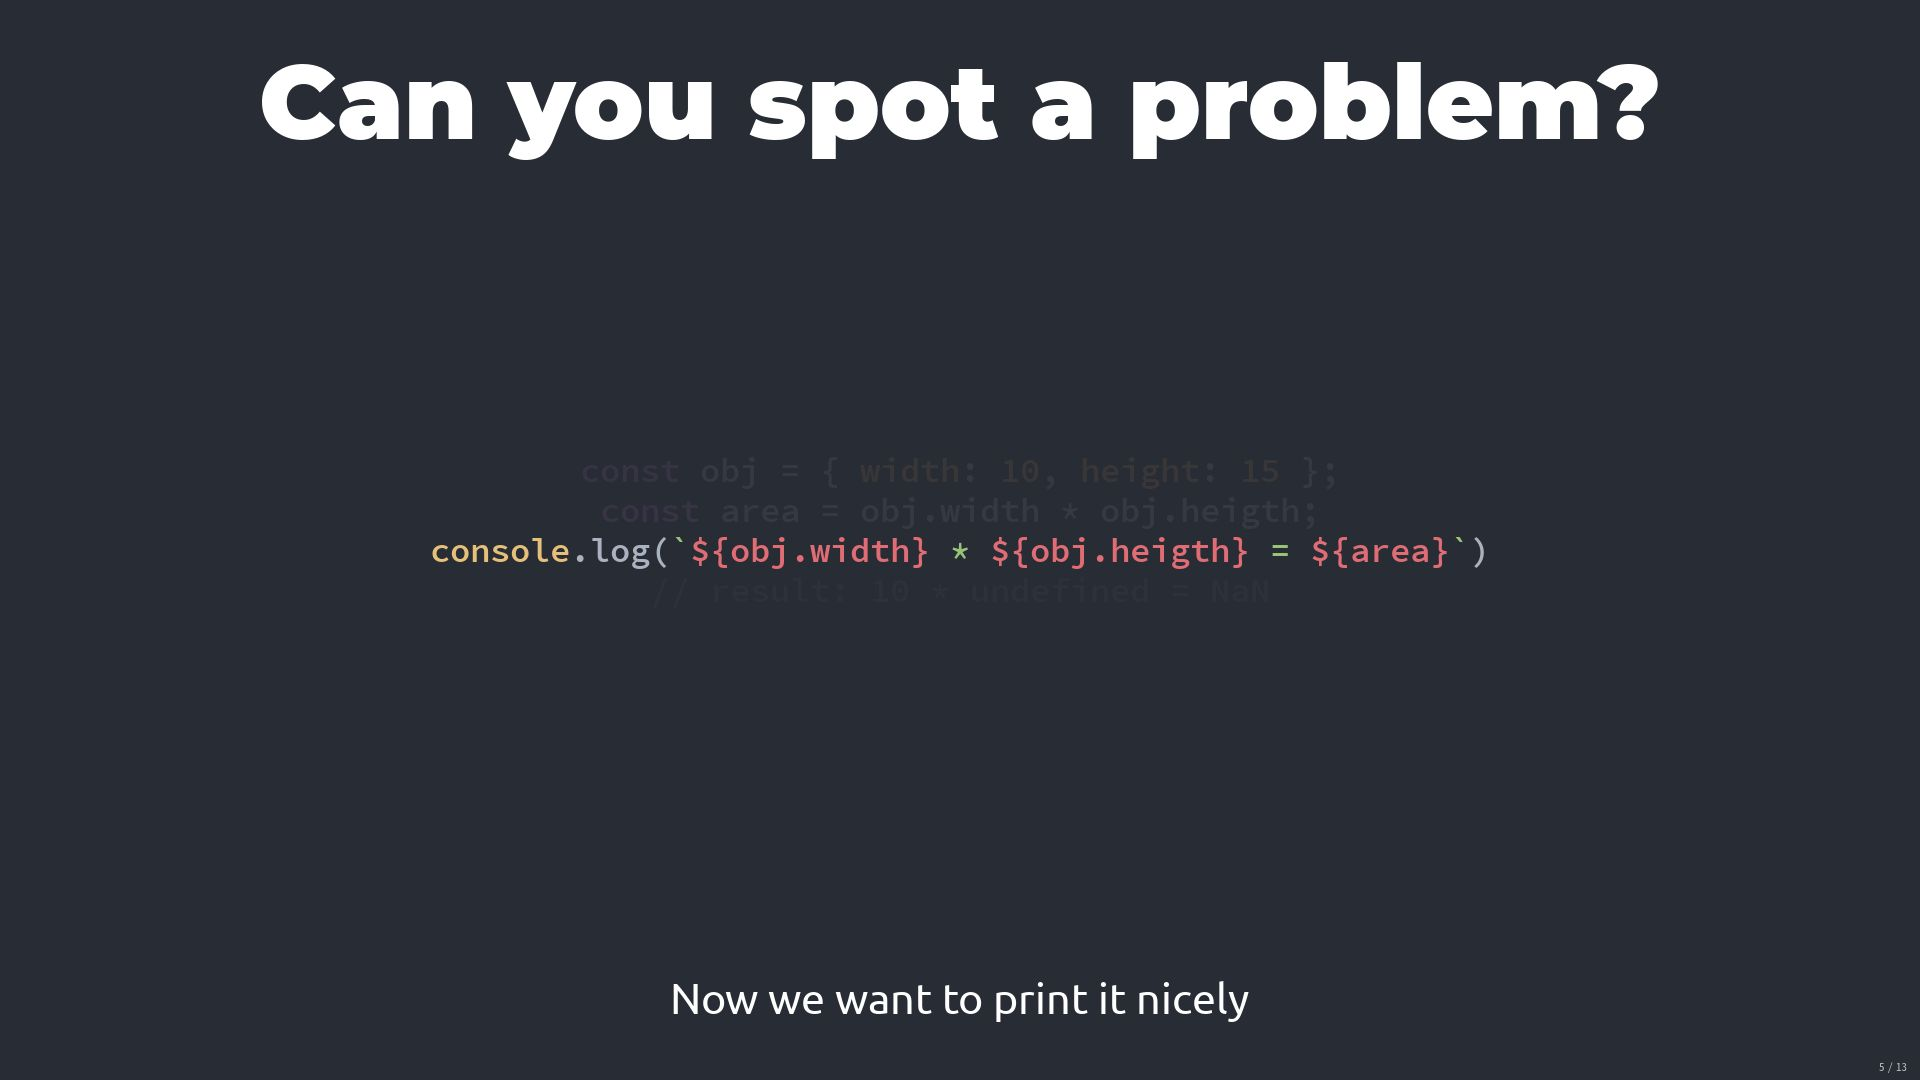 Can you spot a problem?
const obj = { width: 10, height: 15 };
const area = obj.width * obj.heigth;
console.log(`${obj.width} * ${obj.heigth} = ${area}`)
// result: 10 * undefined = NaN
Now we want to print it nicely
5 / 13